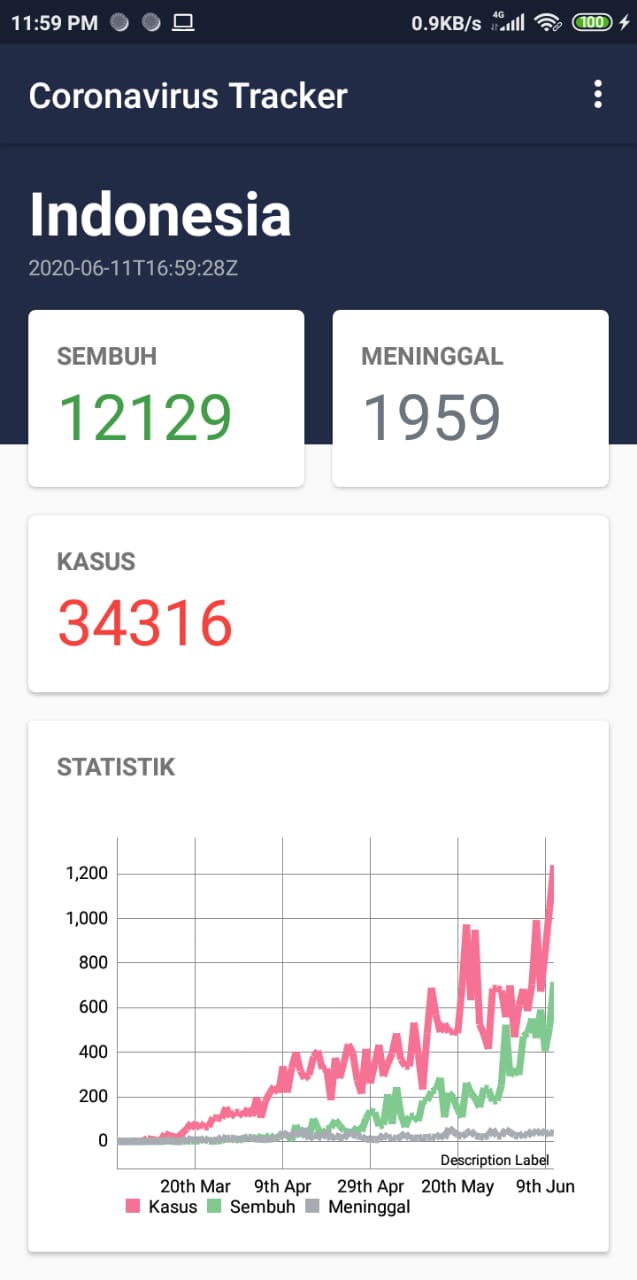 11:59 PM 0.9KB/s 4G 100
Coronavirus Tracker
Indonesia
2020-06-11T16:59:28Z
SEMBUH MENINGGAL
12129 1959
KASUS
34316
STATISTIK
1,200
1,000
800
600
400
200
0
Description Label
20th Mar 9th Apr 29th Apr 20th May 9th Jun
Kasus Sembuh Meninggal